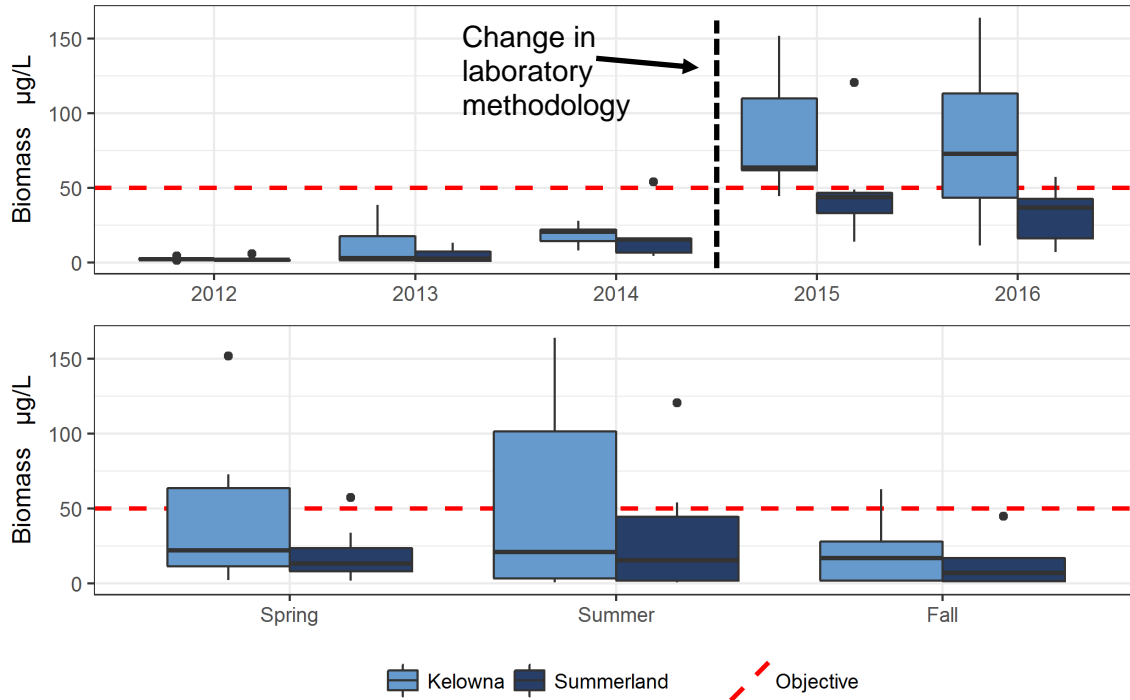 Biomass µg/L
150
100
50
0
Change in
laboratory
methodology
2012 2013 2014 2015 2016
Biomass µg/L
150
100
50
0
Spring Summer Fall
Kelowna Summerland Objective